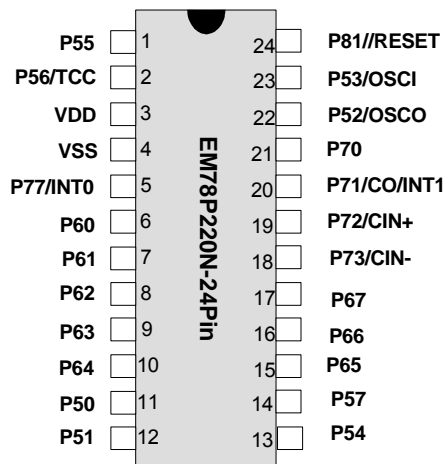 P55 1 24 P81//RESET
P56/TCC 2 23 P53/OSCI
VDD 3 22 P52/OSCO
VSS 4 21 P70
P77/INT0 5 20 P71/CO/INT1
P60 6 19 P72/CIN+
P61 7 18 P73/CIN-
P62 8 17 P67
P63 9 16 P66
P64 10 15 P65
P50 11 14 P57
P51 12 13 P54
EM78P220N-24Pin